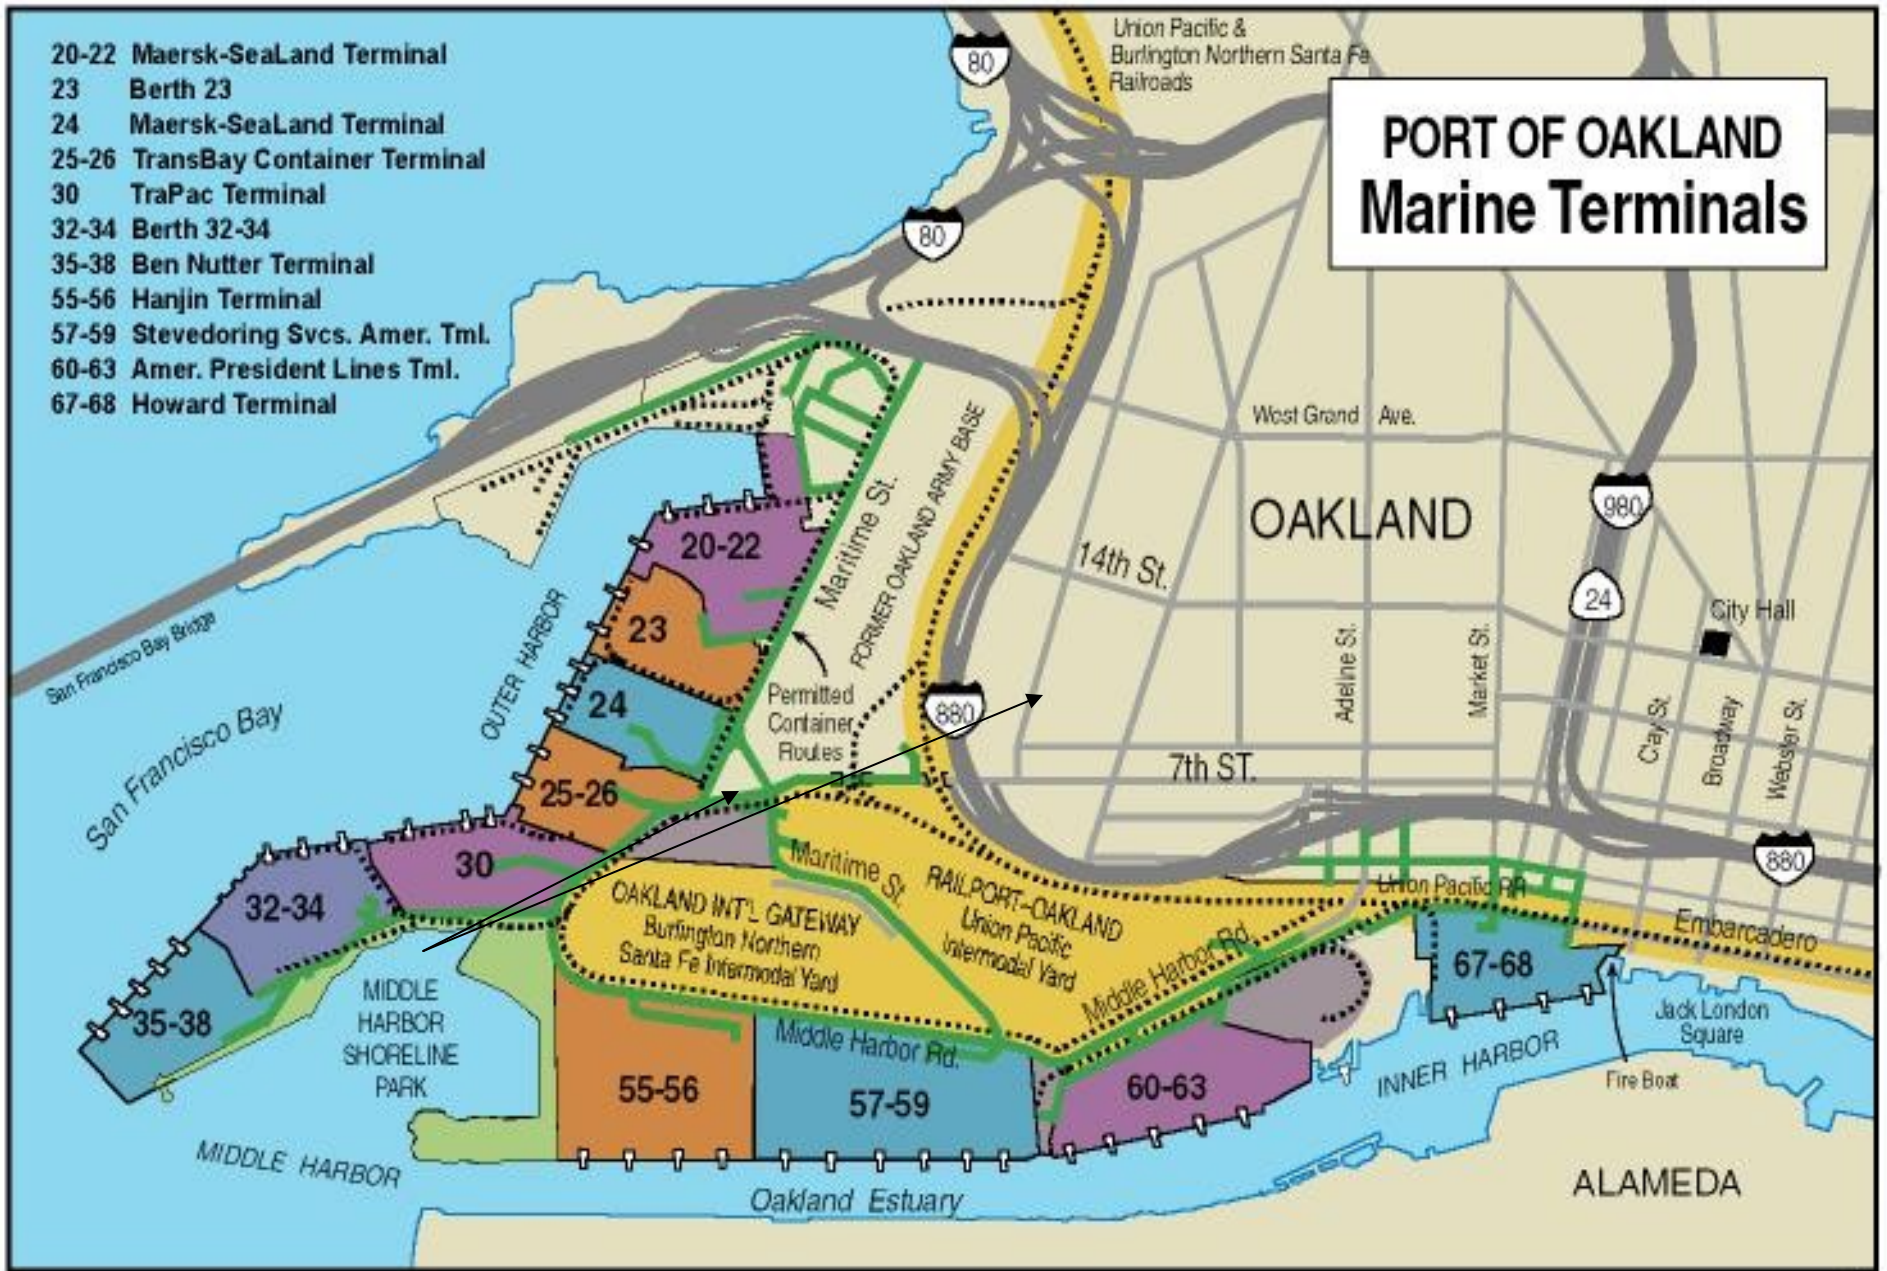 20-22 Maersk-SeaLand Terminal
23 Berth 23
24 Maersk-SeaLand Terminal
25-26 TransBay Container Terminal
30 TraPac Terminal
32-34 Berth 32-34
35-38 Ben Nutter Terminal
55-56 Hanjin Terminal
57-59 Stevedoring Svcs. Amer. Tml.
60-63 Amer. President Lines Tml.
67-68 Howard Terminal
Union Pacific &
Burlington Northern Santa Fe
Railroads
PORT OF OAKLAND
Marine Terminals
80
80
West Grand Ave.
OAKLAND
980
14th St.
24
City Hall
Adeline St.
Market St.
Clay St.
Broadway
Webster St.
7th ST.
880
880
Maritime St.
FORMER OAKLAND ARMY BASE
Permitted
Container
Routes
San Francisco Bay Bridge
San Francisco Bay
OUTER HARBOR
20-22
23
24
25-26
30
32-34
35-38
OAKLAND INT'L GATEWAY
Burlington Northern
Santa Fe Intermodal Yard
Maritime St.
RAILPORT-OAKLAND
Union Pacific
Intermodal Yard
Middle Harbor Rd.
Union Pacific RR
Embarcadero
67-68
MIDDLE
HARBOR
SHORELINE
PARK
55-56
Middle Harbor Rd.
57-59
60-63
INNER HARBOR
Jack London
Square
Fire Boat
MIDDLE HARBOR
Oakland Estuary
ALAMEDA